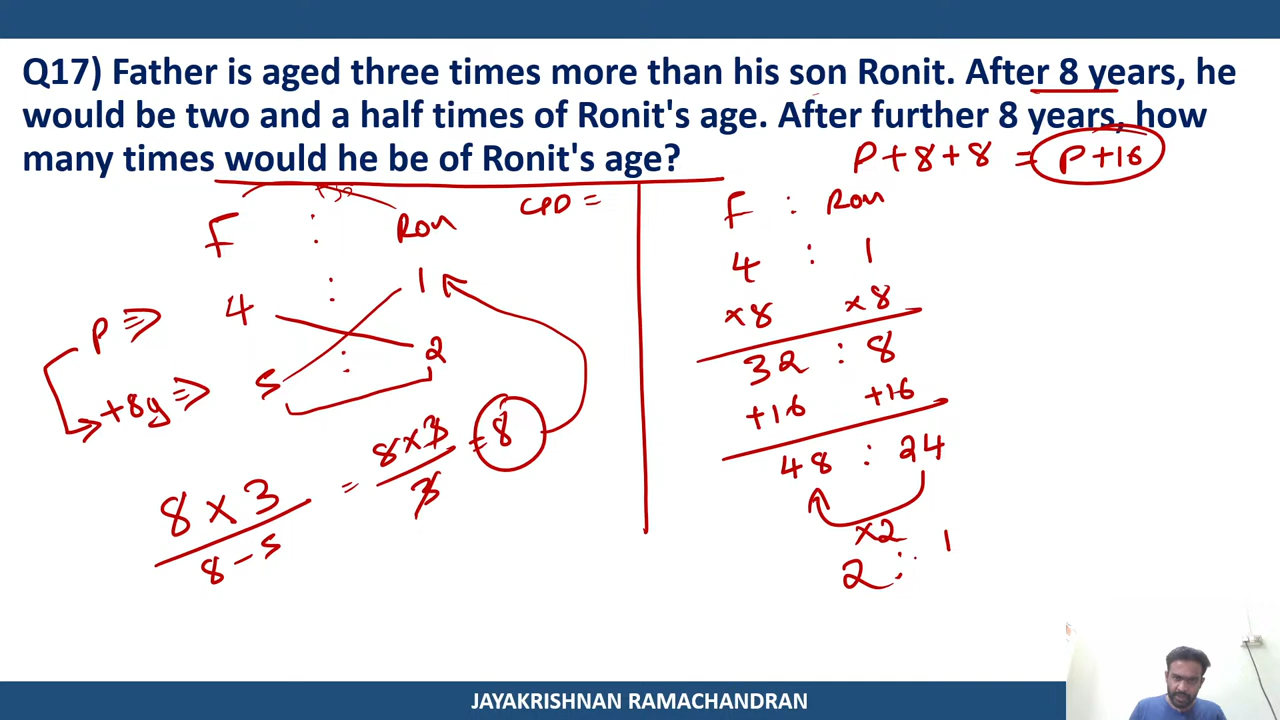 Q17) Father is aged three times more than his son Ronit. After 8 years, he
would be two and a half times of Ronit's age. After further 8 years, how
many times would he be of Ronit's age?
P+8+8 = P+16
F : Ron
4 : 1
P ⇒
5 : 2
+8y ⇒
8×3/8-5 = 8×3/3 = 8
F : Ron
4 : 1
×8 ×8
32 : 8
+16 +16
48 : 24
×2
2 : 1
JAYAKRISHNAN RAMACHANDRAN